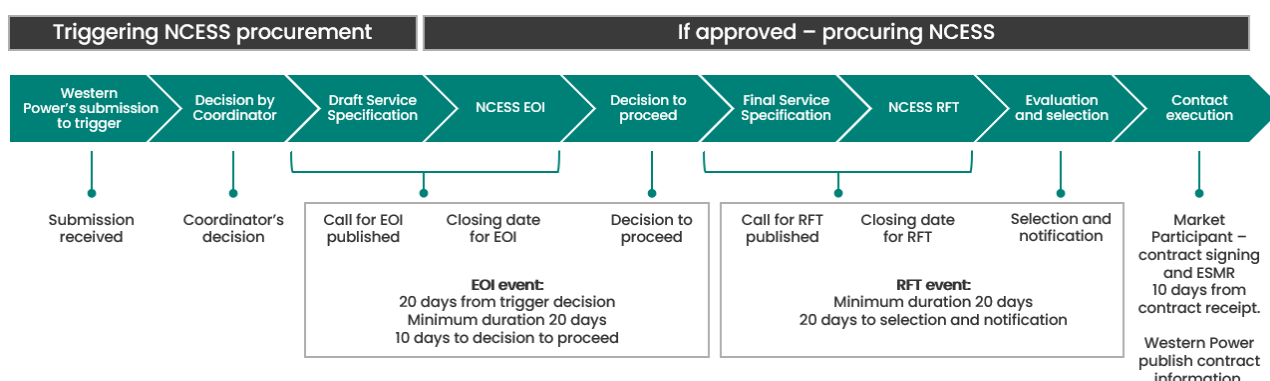 Triggering NCESS procurement
If approved – procuring NCESS
Western
Power's submission
to trigger
Decision by
Coordinator
Draft Service
Specification
NCESS EOI
Decision to
proceed
Final Service
Specification
NCESS RFT
Evaluation
and selection
Contact
execution
Submission
received
Coordinator's
decision
Call for EOI
published
Closing date
for EOI
Decision to
proceed
EOI event:
20 days from trigger decision
Minimum duration 20 days
10 days to decision to proceed
Call for RFT
published
Closing date
for RFT
Selection and
notification
RFT event:
Minimum duration 20 days
20 days to selection and notification
Market
Participant –
contract signing
and ESMR
10 days from
contract receipt.
Western Power
publish contract
information